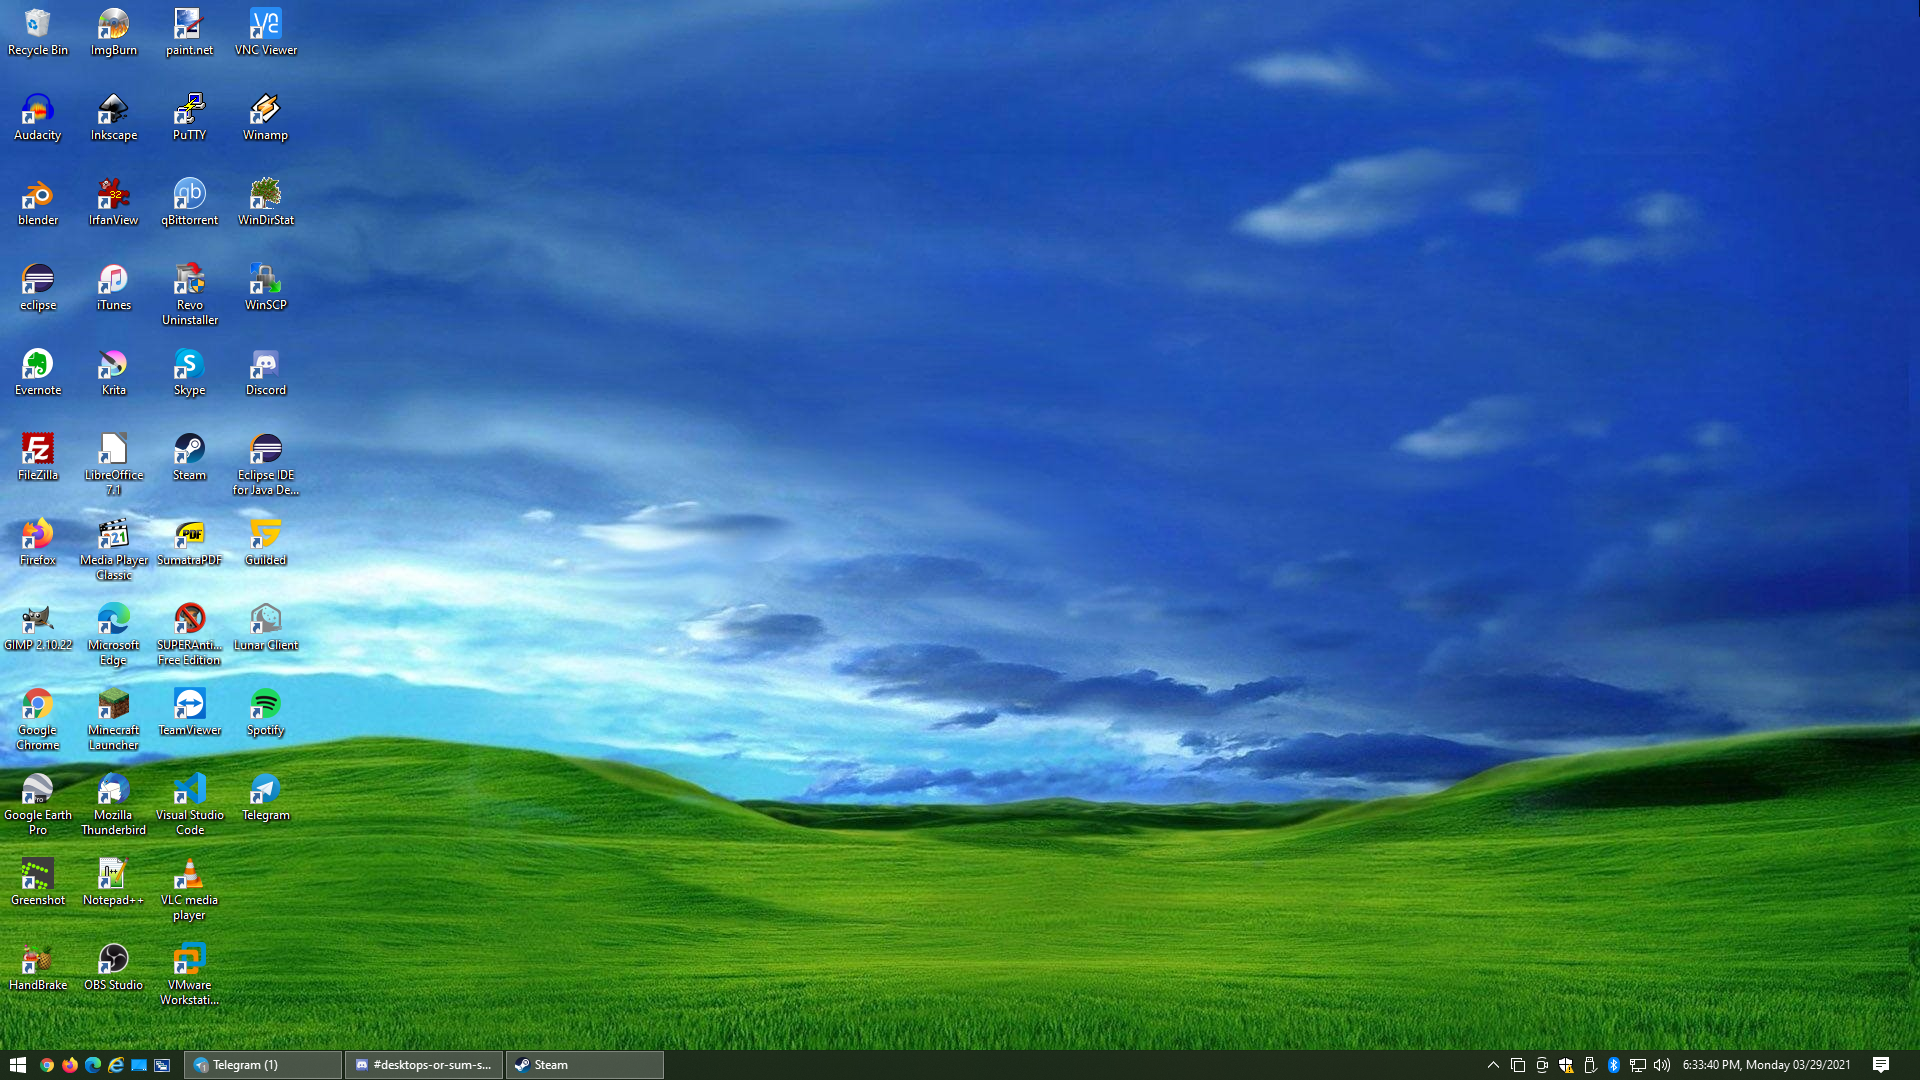 Recycle Bin
ImgBurn
paint.net
VNC Viewer
Audacity
Inkscape
PuTTY
Winamp
blender
IrfanView
qBittorrent
WinDirStat
eclipse
iTunes
Revo
Uninstaller
WinSCP
Evernote
Krita
Skype
Discord
FileZilla
LibreOffice
7.1
Steam
Eclipse IDE
for Java De...
Firefox
Media Player
Classic
SumatraPDF
Guilded
GIMP 2.10.22
Microsoft
Edge
SUPERAnti...
Free Edition
Lunar Client
Google
Chrome
Minecraft
Launcher
TeamViewer
Spotify
Google Earth
Pro
Mozilla
Thunderbird
Visual Studio
Code
Telegram
Greenshot
Notepad++
VLC media
player
HandBrake
OBS Studio
VMware
Workstati...
Telegram (1)
#desktops-or-sum-s...
Steam
6:33:40 PM, Monday 03/29/2021